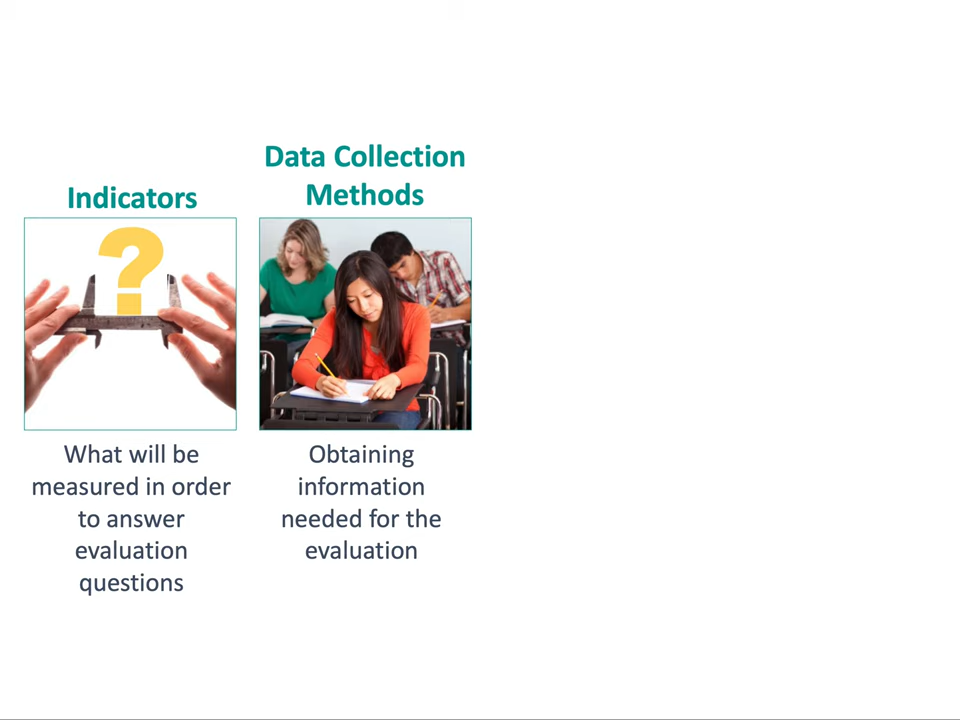 Indicators
What will be
measured in order
to answer
evaluation
questions
Data Collection
Methods
Obtaining
information
needed for the
evaluation